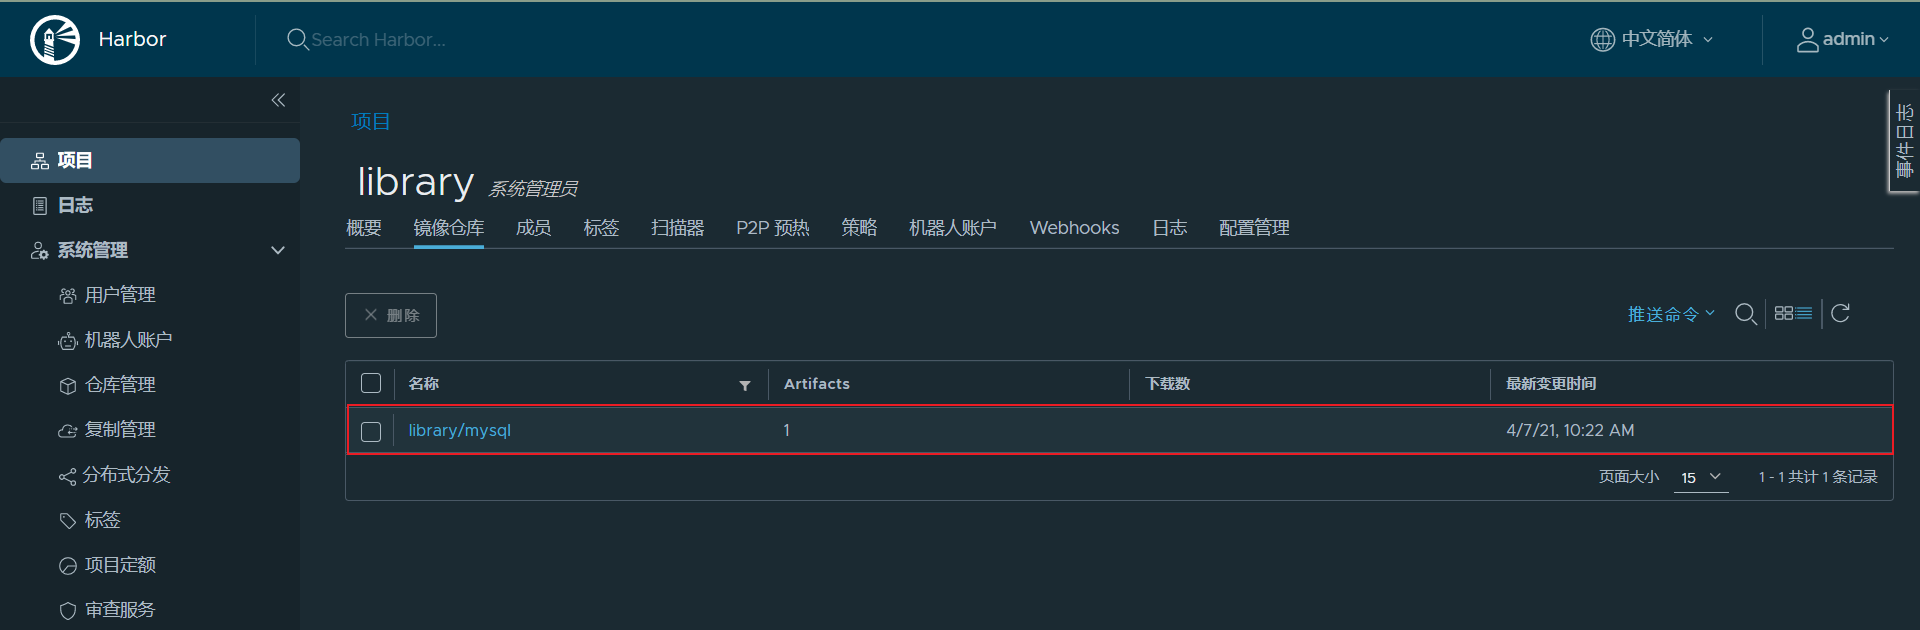 Harbor
Search Harbor...
中文简体
admin
事件日志
项目
日志
系统管理
用户管理
机器人账户
仓库管理
复制管理
分布式分发
标签
项目定额
审查服务
项目
library 系统管理员
概要 镜像仓库 成员 标签 扫描器 P2P 预热 策略 机器人账户 Webhooks 日志 配置管理
删除
推送命令
名称 Artifacts 下载数 最新变更时间
library/mysql 1 4/7/21, 10:22 AM
页面大小 15 1 - 1 共计 1 条记录